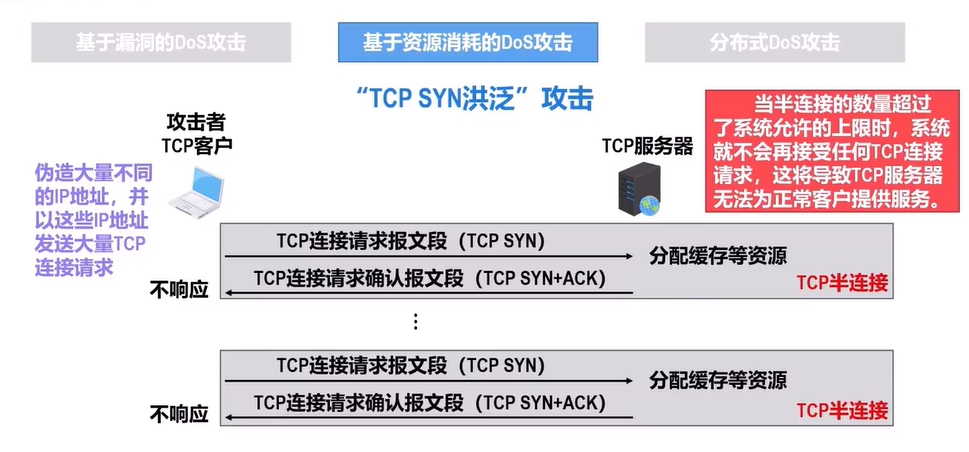 基于漏洞的DoS攻击
基于资源消耗的DoS攻击
分布式DoS攻击
“TCP SYN洪泛”攻击
攻击者
TCP客户
TCP服务器
当半连接的数量超过
了系统允许的上限时，系统
就不会再接受任何TCP连接
请求，这将导致TCP服务器
无法为正常客户提供服务。
伪造大量不同
的IP地址，并
以这些IP地址
发送大量TCP
连接请求
TCP连接请求报文段（TCP SYN）
分配缓存等资源
不响应
TCP连接请求确认报文段（TCP SYN+ACK）
TCP半连接
TCP连接请求报文段（TCP SYN）
分配缓存等资源
不响应
TCP连接请求确认报文段（TCP SYN+ACK）
TCP半连接